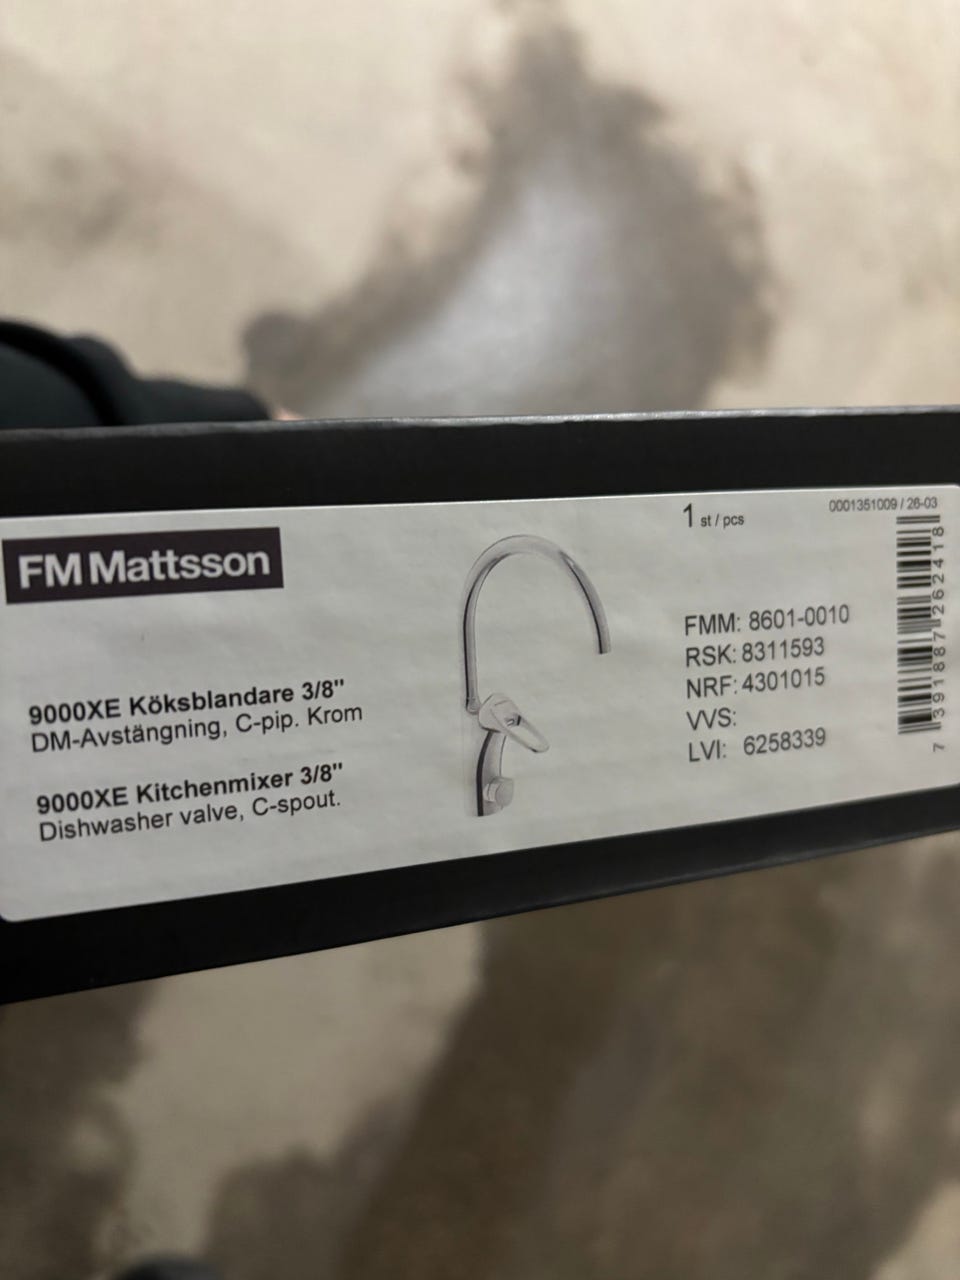 FM Mattsson
9000XE Köksblandare 3/8"
DM-Avstängning, C-pip. Krom
9000XE Kitchenmixer 3/8"
Dishwasher valve, C-spout.
1 st / pcs
FMM: 8601-0010
RSK: 8311593
NRF: 4301015
VVS:
LVI: 6258339
0001351009 / 26-03
7 391887 262418